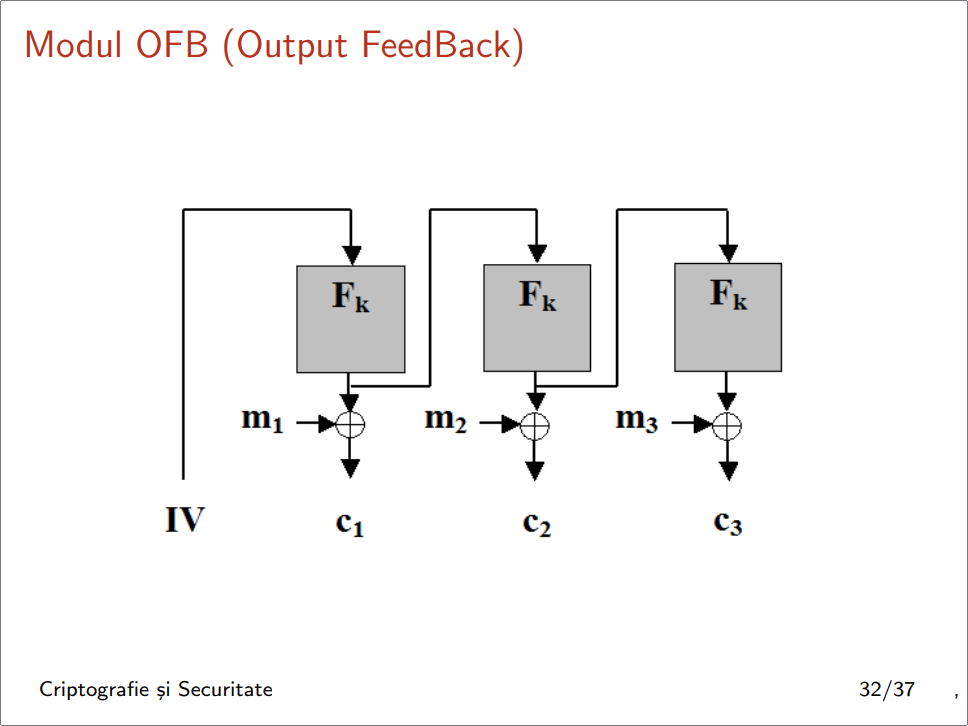 Modul OFB (Output FeedBack)
Fk Fk Fk
m1 m2 m3
IV c1 c2 c3
Criptografie și Securitate 32/37 ,